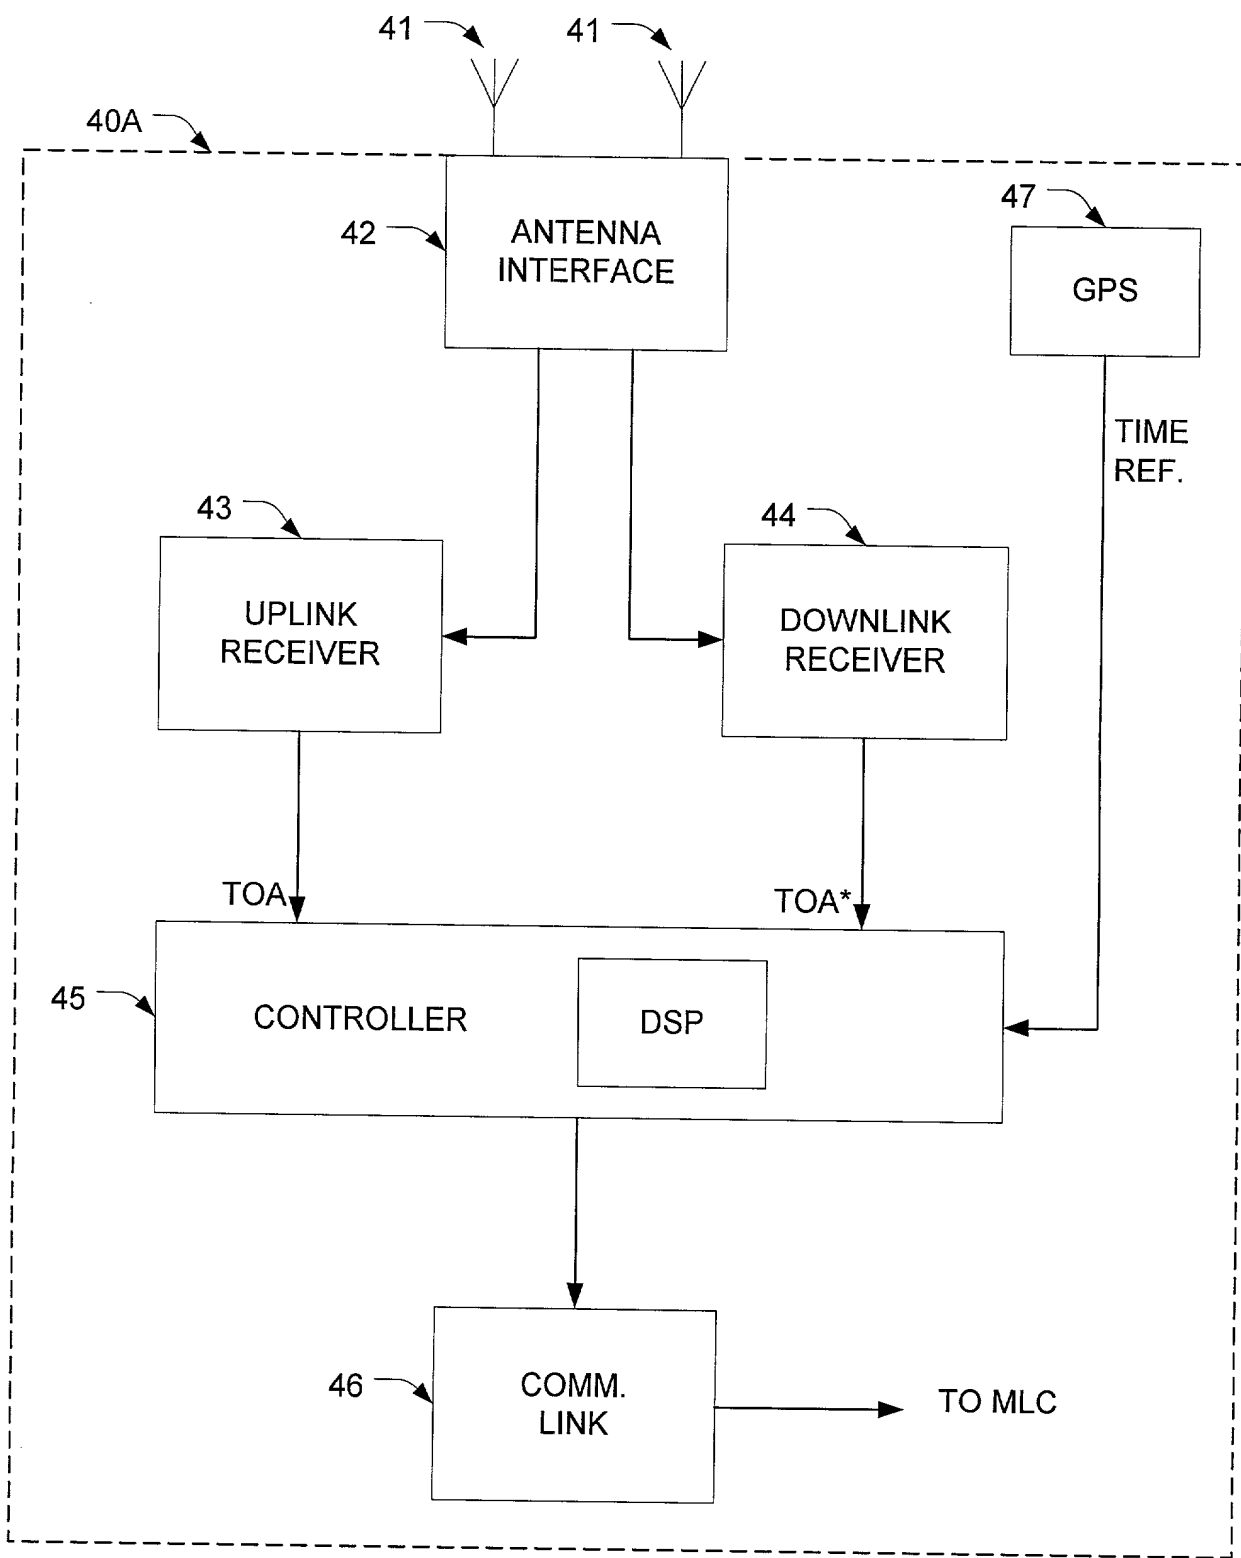 41
41
40A
42
ANTENNA
INTERFACE
47
GPS
TIME
REF.
43
44
UPLINK
RECEIVER
DOWNLINK
RECEIVER
TOA
TOA*
45
CONTROLLER
DSP
46
COMM.
LINK
TO MLC